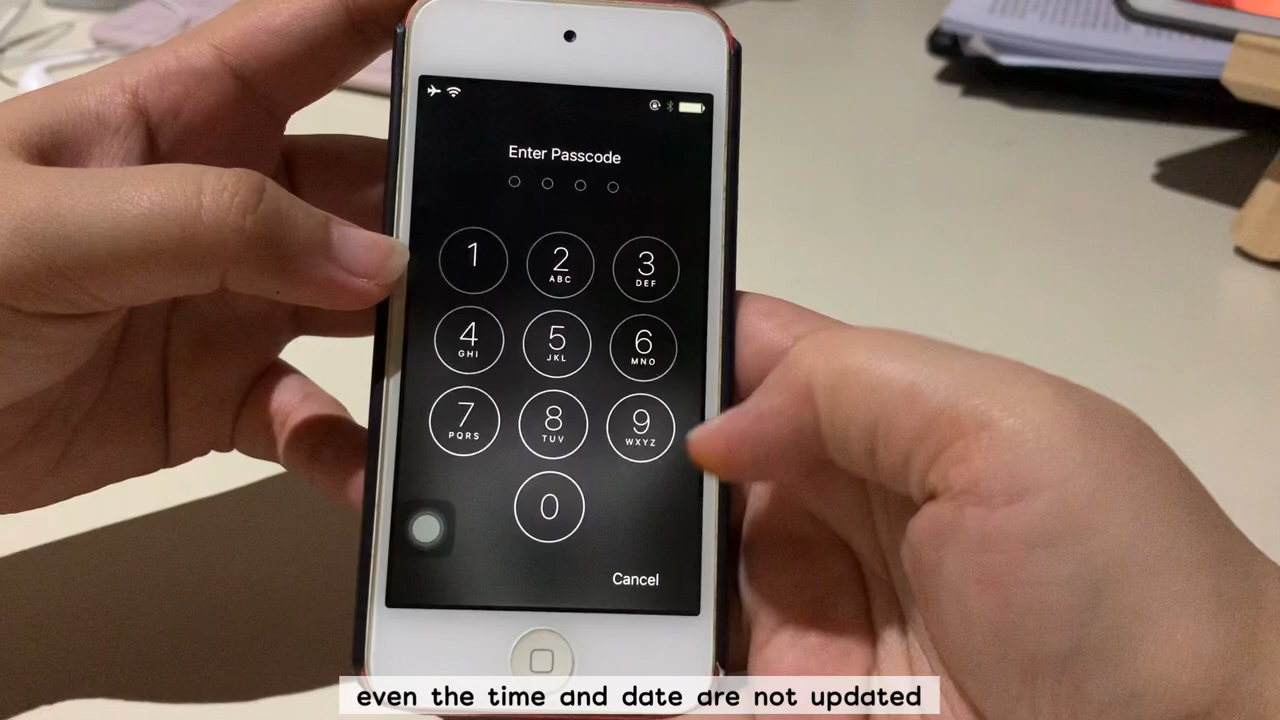 Enter Passcode
1
2
ABC
3
DEF
4
GHI
5
JKL
6
MNO
7
PQRS
8
TUV
9
WXYZ
0
Cancel
even the time and date are not updated